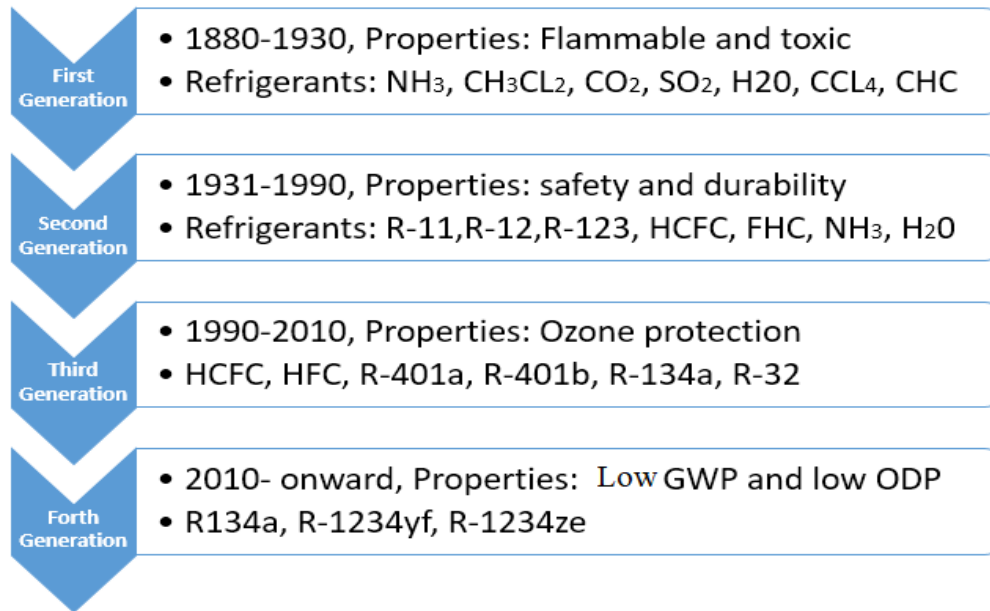 First
Generation
• 1880-1930, Properties: Flammable and toxic
• Refrigerants: NH₃, CH₃CL₂, CO₂, SO₂, H20, CCL₄, CHC
Second
Generation
• 1931-1990, Properties: safety and durability
• Refrigerants: R-11,R-12,R-123, HCFC, FHC, NH₃, H₂0
Third
Generation
• 1990-2010, Properties: Ozone protection
• HCFC, HFC, R-401a, R-401b, R-134a, R-32
Forth
Generation
• 2010- onward, Properties: Low GWP and low ODP
• R134a, R-1234yf, R-1234ze